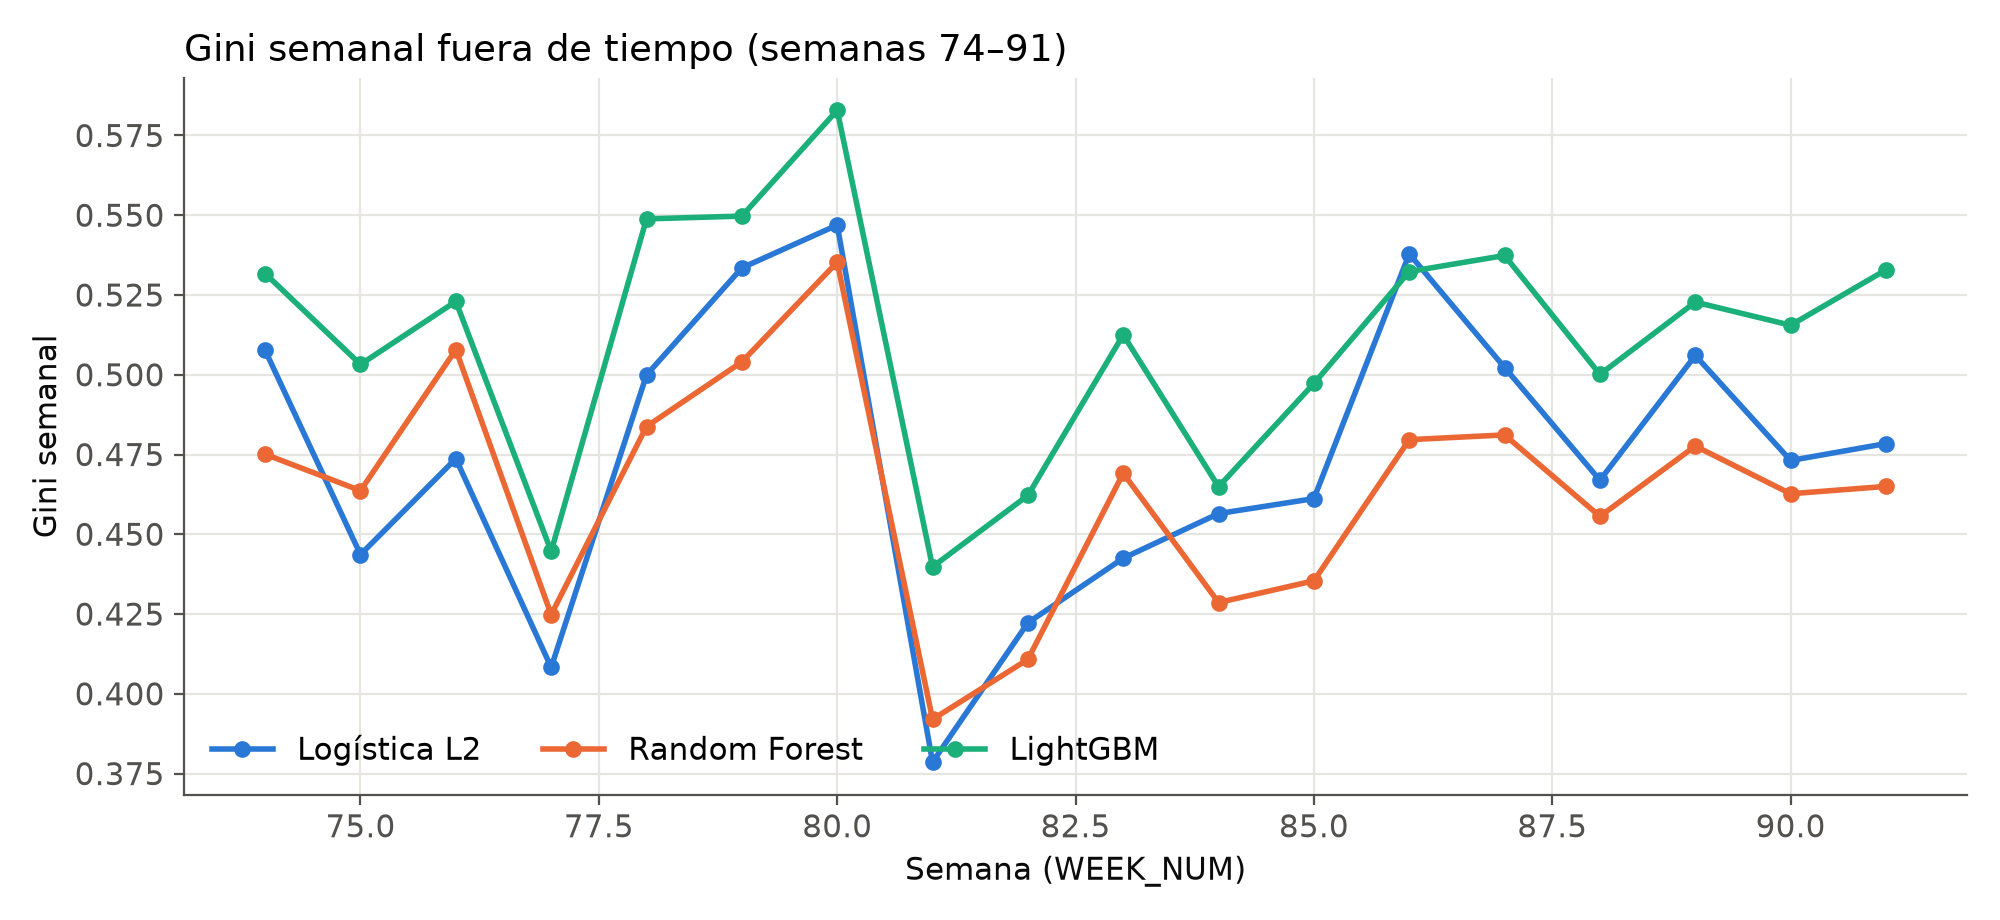 Gini semanal fuera de tiempo (semanas 74–91)
Gini semanal
0.575
0.550
0.525
0.500
0.475
0.450
0.425
0.400
0.375
Logística L2 Random Forest LightGBM
75.0 77.5 80.0 82.5 85.0 87.5 90.0
Semana (WEEK_NUM)